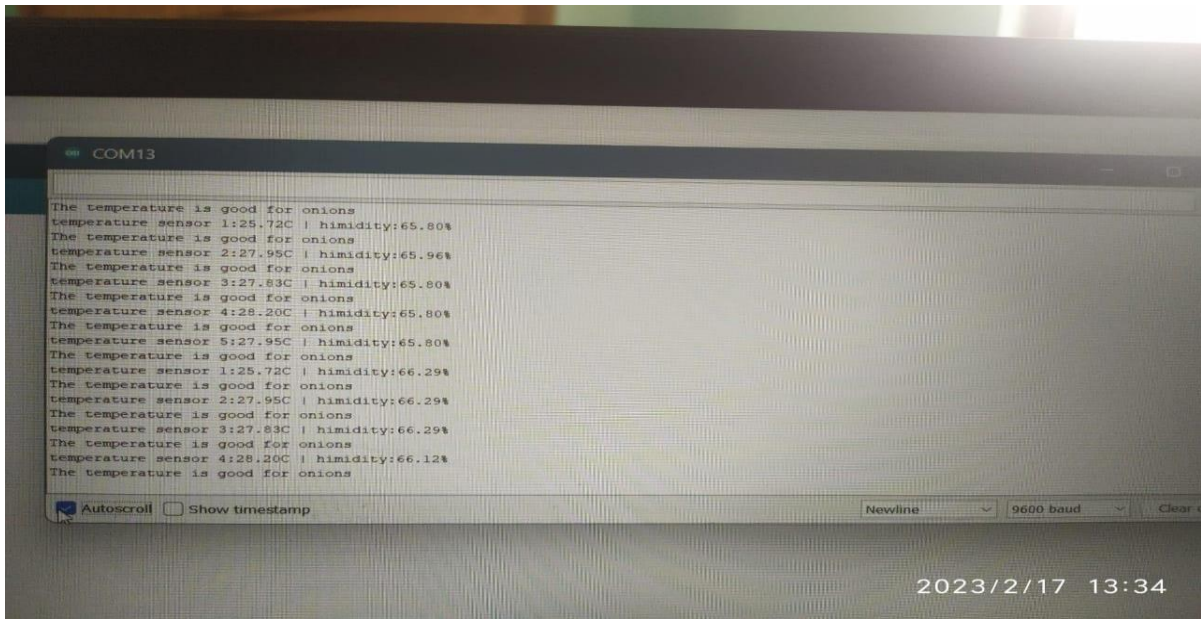 COM13
The temperature is good for onions
temperature sensor 1:25.72C | himidity:65.80%
The temperature is good for onions
temperature sensor 2:27.95C | himidity:65.96%
The temperature is good for onions
temperature sensor 3:27.83C | himidity:65.80%
The temperature is good for onions
temperature sensor 4:28.20C | himidity:65.80%
The temperature is good for onions
temperature sensor 5:27.95C | himidity:65.80%
The temperature is good for onions
temperature sensor 1:25.72C | himidity:66.29%
The temperature is good for onions
temperature sensor 2:27.95C | himidity:66.29%
The temperature is good for onions
temperature sensor 3:27.83C | himidity:66.29%
The temperature is good for onions
temperature sensor 4:28.20C | himidity:66.12%
The temperature is good for onions
Autoscroll Show timestamp Newline 9600 baud Clear
2023/2/17 13:34